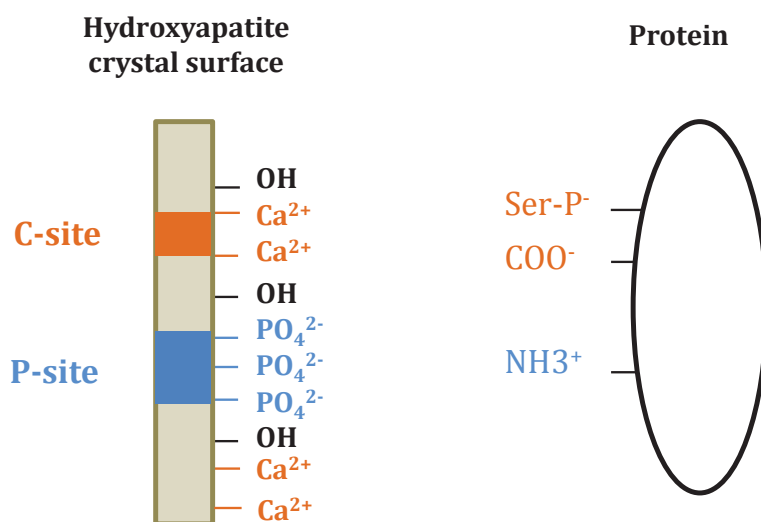 Hydroxyapatite
crystal surface
Protein
OH
Ca²⁺
C-site
Ca²⁺
OH
PO₄²⁻
P-site
PO₄²⁻
PO₄²⁻
OH
Ca²⁺
Ca²⁺
Ser-P⁻
COO⁻
NH3⁺